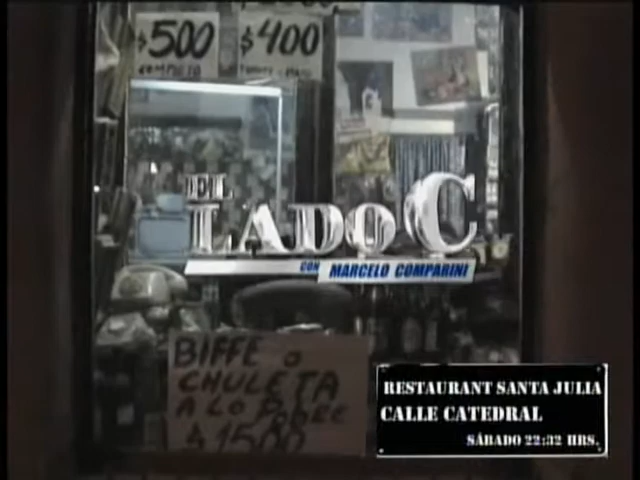 $500
$400
COMPLETO
EL
LADO C
CON MARCELO COMPARINI
BIFFE o
CHULETA
A LO PobRE
$1500
RESTAURANT SANTA JULIA
CALLE CATEDRAL
SÁBADO 22:32 HRS.